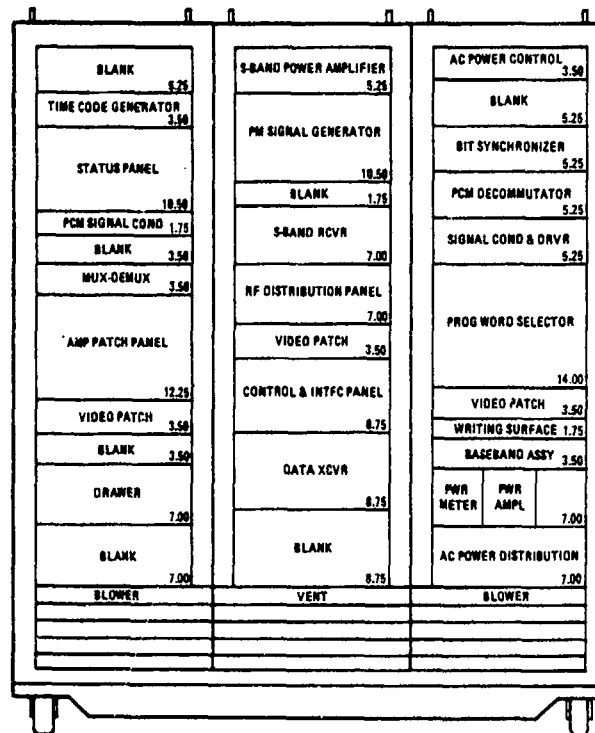 BLANK
5.25
TIME CODE GENERATOR
3.50
STATUS PANEL
10.50
PCM SIGNAL COND 1.75
BLANK
3.50
MUX-DEMUX
3.50
AMP PATCH PANEL
12.25
VIDEO PATCH
3.50
BLANK
3.50
DRAWER
7.00
BLANK
7.00
BLOWER
S-BAND POWER AMPLIFIER
5.25
PM SIGNAL GENERATOR
10.50
BLANK
1.75
S-BAND RCVR
7.00
RF DISTRIBUTION PANEL
7.00
VIDEO PATCH
3.50
CONTROL & INTFC PANEL
8.75
DATA XCVR
8.75
BLANK
8.75
VENT
AC POWER CONTROL
3.50
BLANK
5.25
BIT SYNCHRONIZER
5.25
PCM DECOMMUTATOR
5.25
SIGNAL COND & DRVR
5.25
PROG WORD SELECTOR
14.00
VIDEO PATCH
3.50
WRITING SURFACE 1.75
BASEBAND ASSY
3.50
PWR METER
PWR AMPL
7.00
AC POWER DISTRIBUTION
7.00
BLOWER